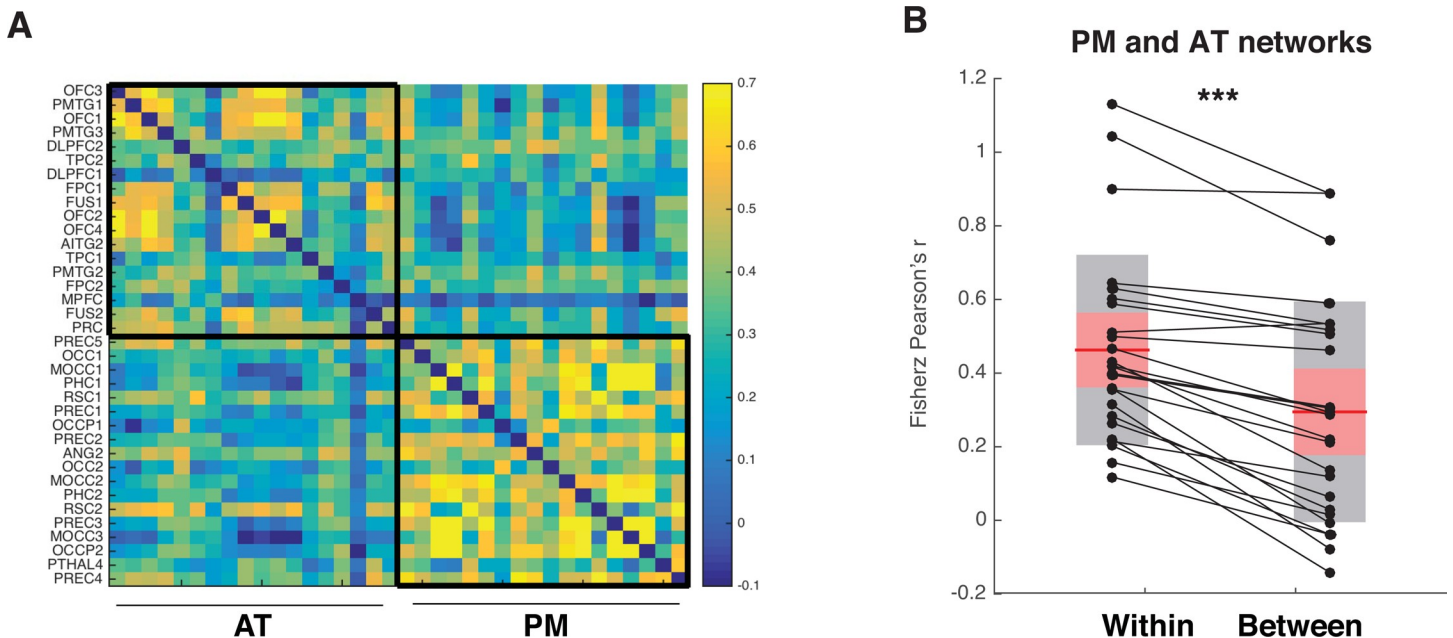 A
OFC3
PMTG1
OFC1
PMTG3
DLPFC2
TPC2
DLPFC1
FPC1
FUS1
OFC2
OFC4
AITG2
TPC1
PMTG2
FPC2
MPFC
FUS2
PRC
PREC5
OCC1
MOCC1
PHC1
RSC1
PREC1
OCCP1
PREC2
ANG2
OCC2
MOCC2
PHC2
RSC2
PREC3
MOCC3
OCCP2
PTHAL4
PREC4
AT PM
0.7
0.6
0.5
0.4
0.3
0.2
0.1
0
-0.1
B
PM and AT networks
***
Fisherz Pearson's r
1.2
1
0.8
0.6
0.4
0.2
0
-0.2
Within Between